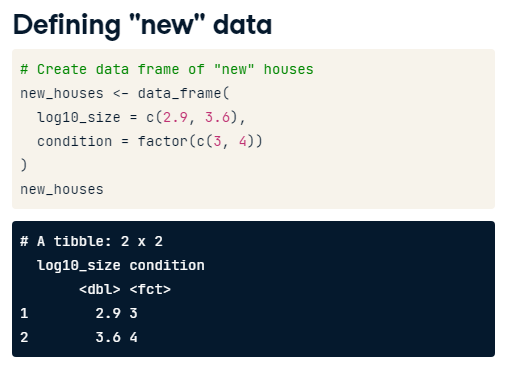 Defining "new" data
# Create data frame of "new" houses
new_houses <- data_frame(
  log10_size = c(2.9, 3.6),
  condition = factor(c(3, 4))
)
new_houses
# A tibble: 2 x 2
  log10_size condition
       <dbl> <fct>
1        2.9 3
2        3.6 4